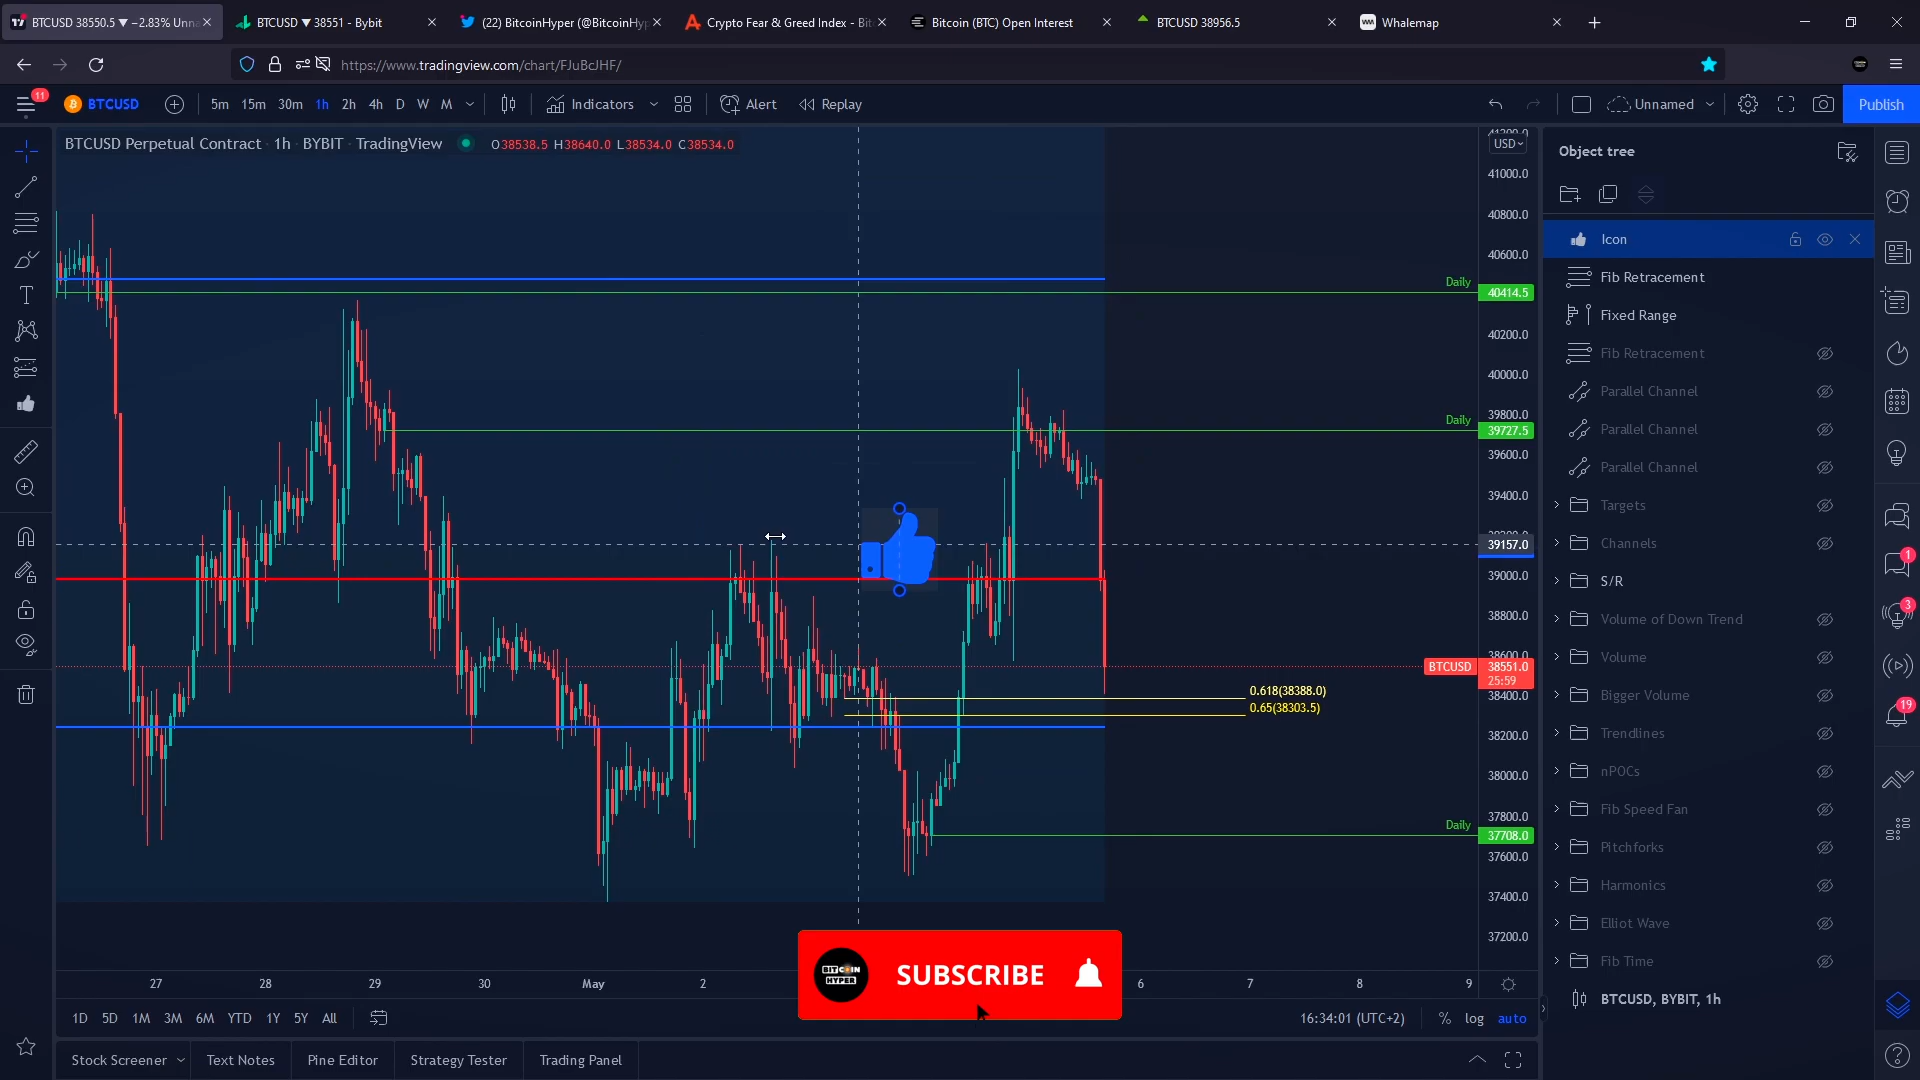 BTCUSD 38550.5 ▼ −2.83% Unna
BTCUSD ▼ 38551 - Bybit
(22) BitcoinHyper (@BitcoinHy
Crypto Fear & Greed Index - Bit
Bitcoin (BTC) Open Interest
BTCUSD 38956.5
Whalemap
https://www.tradingview.com/chart/FJuBcJHF/
11
BTCUSD
5m 15m 30m 1h 2h 4h D W M
Indicators
Alert
Replay
Unnamed
Publish
BTCUSD Perpetual Contract · 1h · BYBIT · TradingView
O38538.5 H38640.0 L38534.0 C38534.0
USD
41000.0
40800.0
40600.0
Daily 40414.5
40200.0
40000.0
39800.0
Daily 39727.5
39600.0
39400.0
39157.0
39000.0
38800.0
38600.0
BTCUSD 38551.0
25:59
0.618(38388.0)
38400.0
0.65(38303.5)
38200.0
38000.0
37800.0
Daily 37708.0
37600.0
37400.0
37200.0
27 28 29 30 May 2 6 7 8 9
BITCOIN
HYPER
SUBSCRIBE
1D 5D 1M 3M 6M YTD 1Y 5Y All
16:34:01 (UTC+2)
% log auto
Stock Screener
Text Notes
Pine Editor
Strategy Tester
Trading Panel
Object tree
Icon
Fib Retracement
Fixed Range
Fib Retracement
Parallel Channel
Parallel Channel
Parallel Channel
Targets
Channels
S/R
Volume of Down Trend
Volume
Bigger Volume
Trendlines
nPOCs
Fib Speed Fan
Pitchforks
Harmonics
Elliot Wave
Fib Time
BTCUSD, BYBIT, 1h
1
3
19